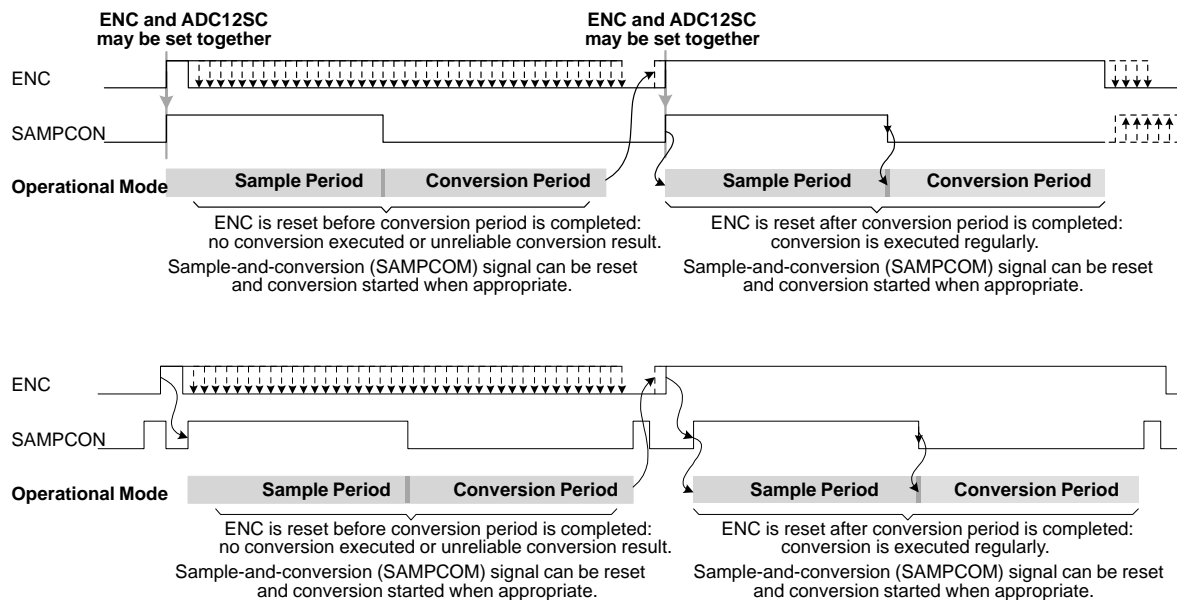 ENC and ADC12SC
may be set together
ENC and ADC12SC
may be set together
ENC
SAMPCON
Operational Mode
Sample Period
Conversion Period
Sample Period
Conversion Period
ENC is reset before conversion period is completed:
no conversion executed or unreliable conversion result.
Sample-and-conversion (SAMPCOM) signal can be reset
and conversion started when appropriate.
ENC is reset after conversion period is completed:
conversion is executed regularly.
Sample-and-conversion (SAMPCOM) signal can be reset
and conversion started when appropriate.
ENC
SAMPCON
Operational Mode
Sample Period
Conversion Period
Sample Period
Conversion Period
ENC is reset before conversion period is completed:
no conversion executed or unreliable conversion result.
Sample-and-conversion (SAMPCOM) signal can be reset
and conversion started when appropriate.
ENC is reset after conversion period is completed:
conversion is executed regularly.
Sample-and-conversion (SAMPCOM) signal can be reset
and conversion started when appropriate.